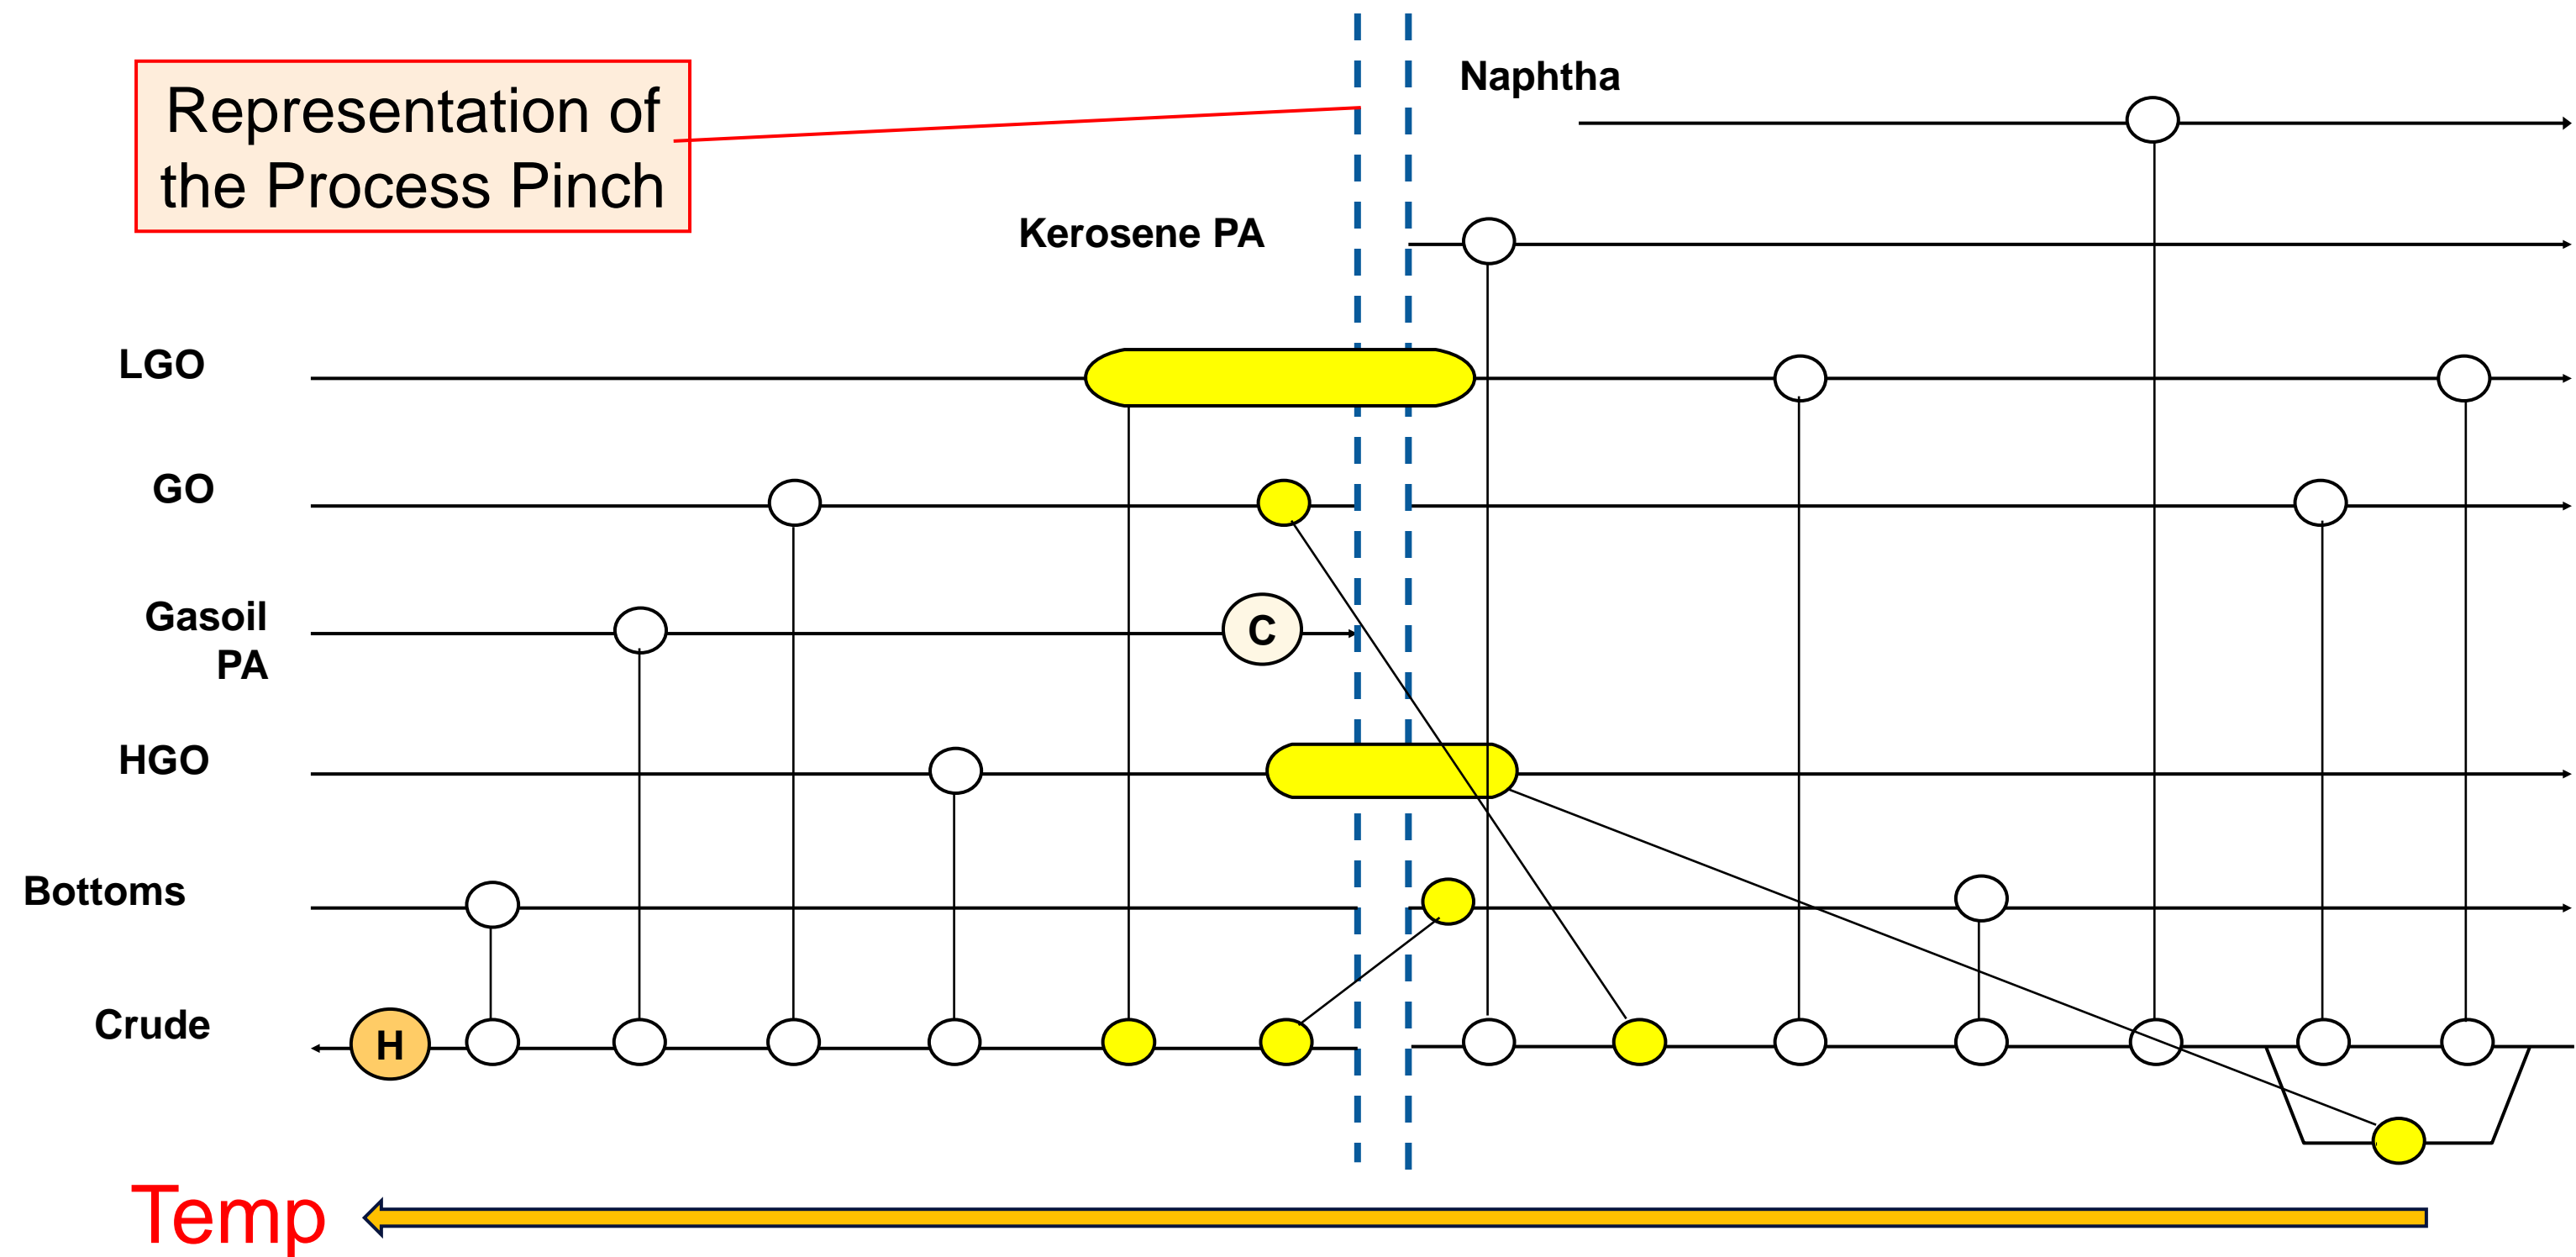 Representation of
the Process Pinch
Naphtha
Kerosene PA
LGO
GO
Gasoil
PA
C
HGO
Bottoms
Crude
H
Temp